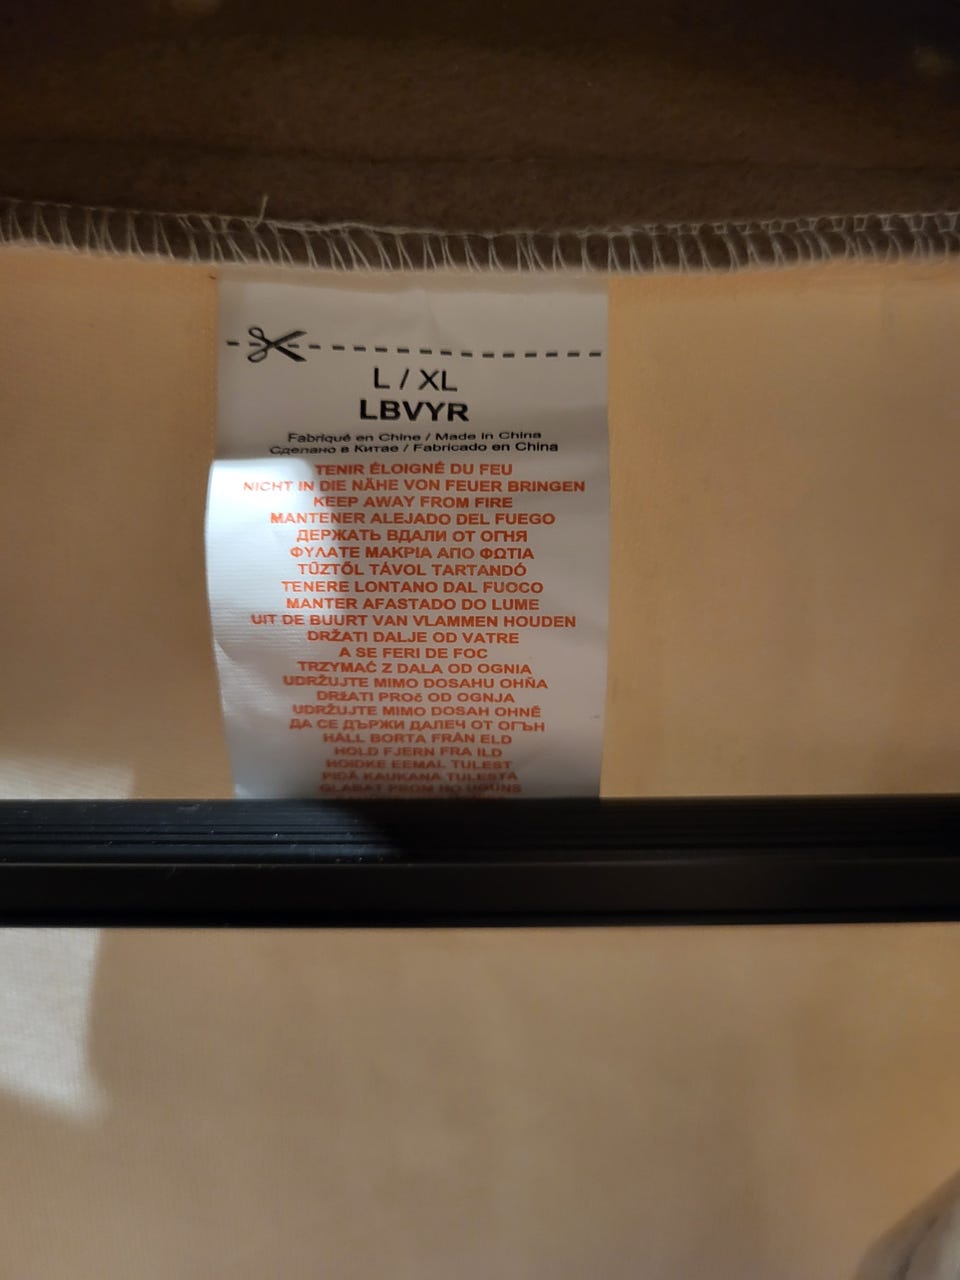 L / XL
LBVYR
Fabriqué en Chine / Made in China
Сделано в Китае / Fabricado en China
TENIR ÉLOIGNÉ DU FEU
NICHT IN DIE NÄHE VON FEUER BRINGEN
KEEP AWAY FROM FIRE
MANTENER ALEJADO DEL FUEGO
ДЕРЖАТЬ ВДАЛИ ОТ ОГНЯ
ΦΥΛΑΤΕ ΜΑΚΡΙΑ ΑΠΟ ΦΩΤΙΑ
TŰZTŐL TÁVOL TARTANDÓ
TENERE LONTANO DAL FUOCO
MANTER AFASTADO DO LUME
UIT DE BUURT VAN VLAMMEN HOUDEN
DRŽATI DALJE OD VATRE
A SE FERI DE FOC
TRZYMAĆ Z DALA OD OGNIA
UDRŽUJTE MIMO DOSAHU OHŇA
DRŽATI PROč OD OGNJA
UDRŽUJTE MIMO DOSAH OHNĚ
ДА СЕ ДЪРЖИ ДАЛЕЧ ОТ ОГЪН
HÅLL BORTA FRÅN ELD
HOLD FJERN FRA ILD
HOIDKE EEMAL TULEST
PIDÄ KAUKANA TULESTA
GLABAT PROM NO UGUNS